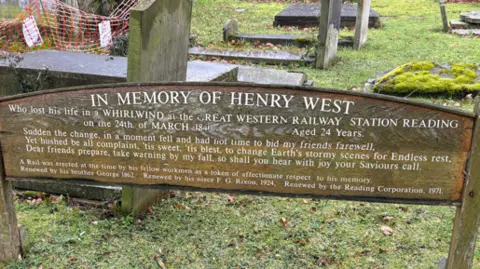 IN MEMORY OF HENRY WEST
Who lost his life in a WHIRLWIND at the GREAT WESTERN RAILWAY STATION READING
on the 24th. of MARCH 1840 Aged 24 Years.
Sudden the change, in a moment fell and had not time to bid my friends farewell,
Yet hushed be all complaint, 'tis sweet, 'tis blest, to change Earth's stormy scenes for Endless rest,
Dear friends prepare, take warning by my fall, so shall you hear with joy your Saviours call.
A Rail was erected at the time by his fellow workmen as a token of affectionate respect to his memory
Renewed by his brother George 1862. Renewed by his niece F. G. Rixon, 1924, Renewed by the Reading Corporation, 1971.